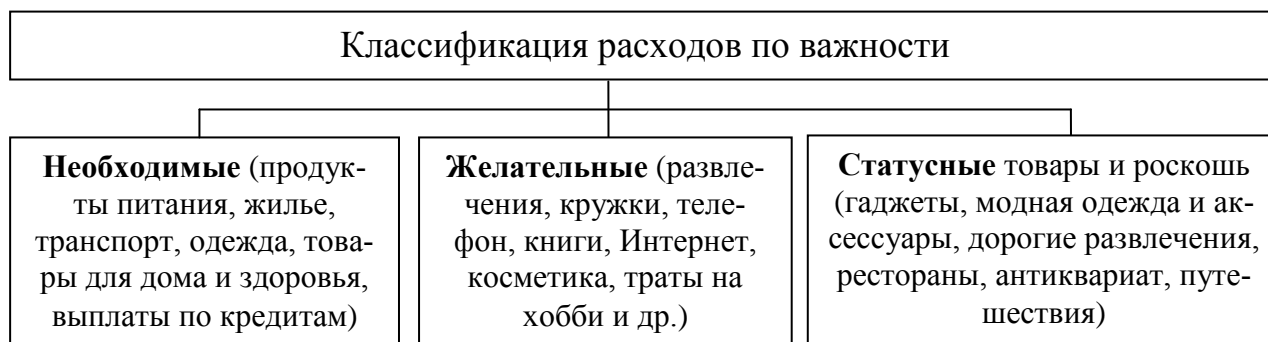 Классификация расходов по важности
Необходимые (продук-
ты питания, жилье,
транспорт, одежда, това-
ры для дома и здоровья,
выплаты по кредитам)
Желательные (развле-
чения, кружки, теле-
фон, книги, Интернет,
косметика, траты на
хобби и др.)
Статусные товары и роскошь
(гаджеты, модная одежда и ак-
сессуары, дорогие развлечения,
рестораны, антиквариат, путе-
шествия)